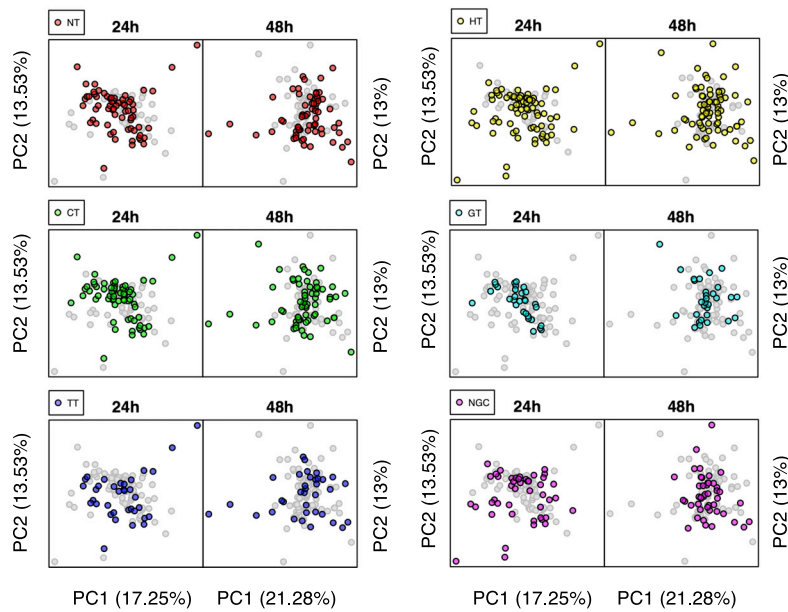 NT
24h
48h
PC2 (13.53%)
PC2 (13%)
HT
24h
48h
PC2 (13.53%)
PC2 (13%)
CT
24h
48h
PC2 (13.53%)
PC2 (13%)
GT
24h
48h
PC2 (13.53%)
PC2 (13%)
TT
24h
48h
PC2 (13.53%)
PC2 (13%)
NGC
24h
48h
PC2 (13.53%)
PC2 (13%)
PC1 (17.25%)
PC1 (21.28%)
PC1 (17.25%)
PC1 (21.28%)